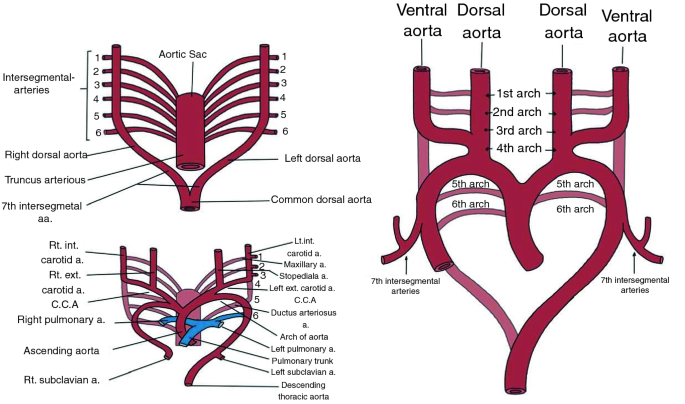 Aortic Sac
Intersegmental-
arteries
1
2
3
4
5
6
1
2
3
4
5
6
Right dorsal aorta
Left dorsal aorta
Truncus arterious
Common dorsal aorta
7th intersegmetal
aa.
Rt. int.
carotid a.
Rt. ext.
carotid a.
C.C.A
Right pulmonary a.
Ascending aorta
Rt. subclavian a.
Lt.int.
carotid a.
1
Maxillary a.
2
Stopediala a.
3
4
Left ext. carotid a.
C.C.A
5
Ductus arteriosus
a.
6
Arch of aorta
Left pulmonary a.
Pulmonary trunk
Left subclavian a.
Descending
thoracic aorta
Ventral
aorta
Dorsal
aorta
Dorsal
aorta
Ventral
aorta
1st arch
2nd arch
3rd arch
4th arch
5th arch
5th arch
6th arch
6th arch
7th intersegmental
arteries
7th intersegmental
arteries